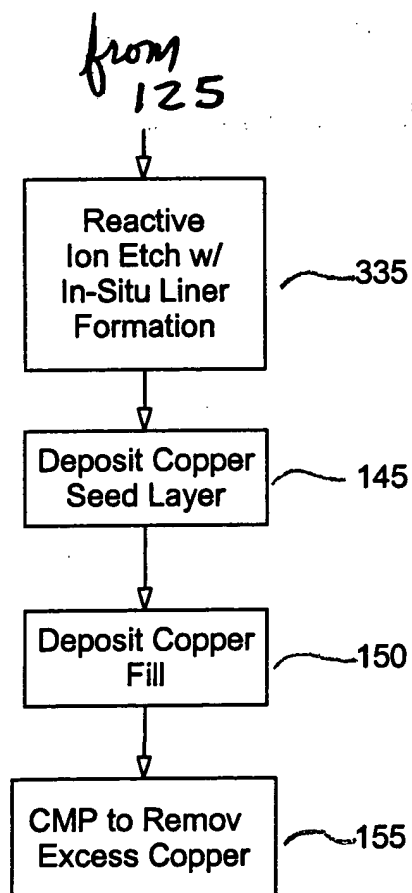 from
125
Reactive
Ion Etch w/
In-Situ Liner
Formation
335
Deposit Copper
Seed Layer
145
Deposit Copper
Fill
150
CMP to Remov
Excess Copper
155